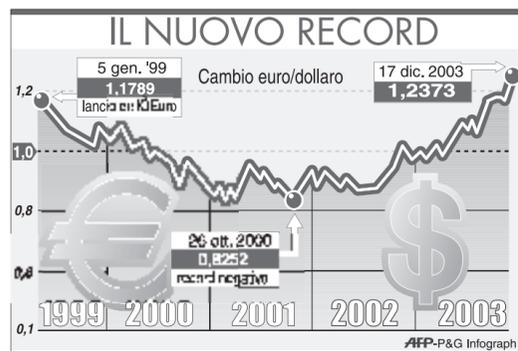 IL NUOVO RECORD
5 gen. '99
1,1789
Cambio euro/dollaro
17 dic. 2003
1,2373
1,2
1,0
0,8
26 ott. 2000
0,8252
record negativo
0,1
1999 2000 2001 2002 2003
AFP-P&G Infograph